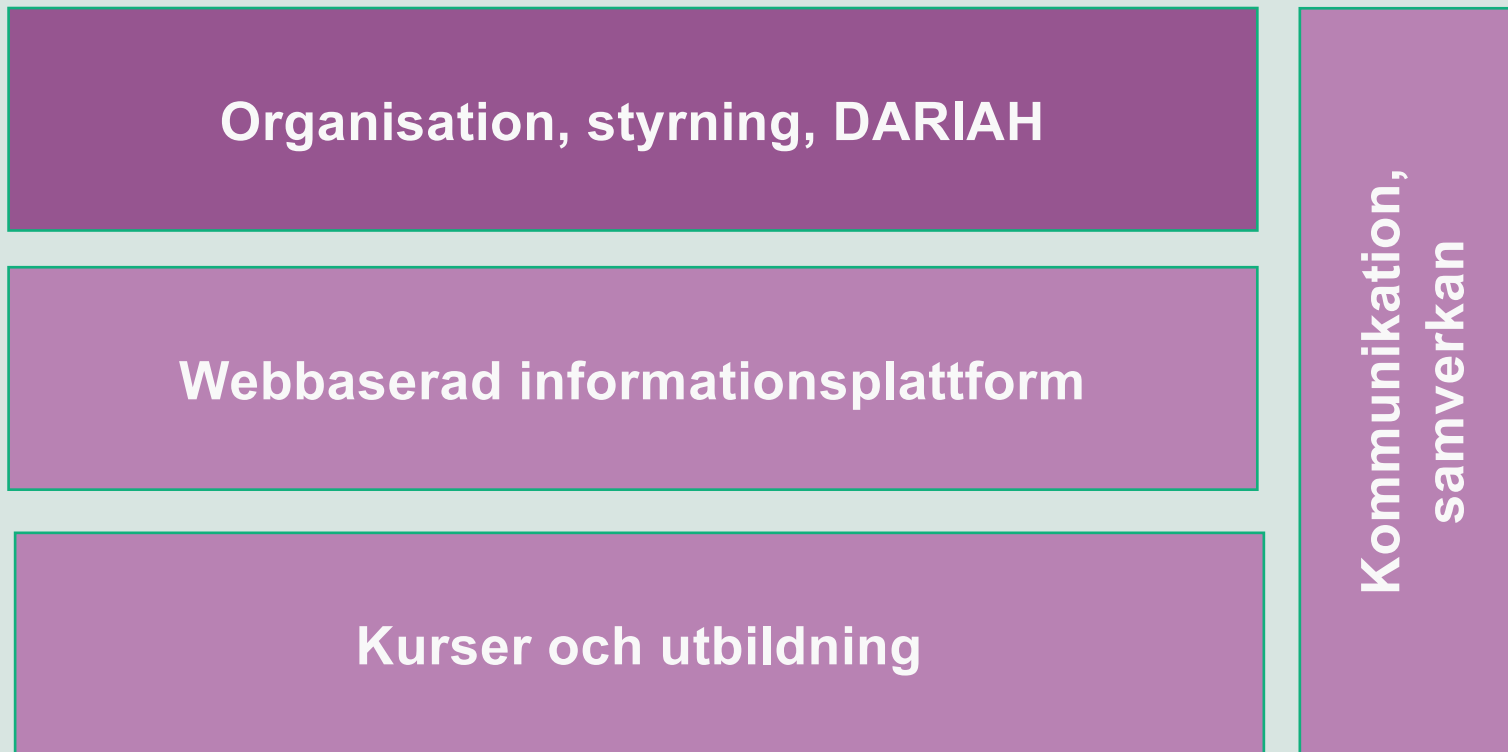 Organisation, styrning, DARIAH
Webbaserad informationsplattform
Kurser och utbildning
Kommunikation,
samverkan